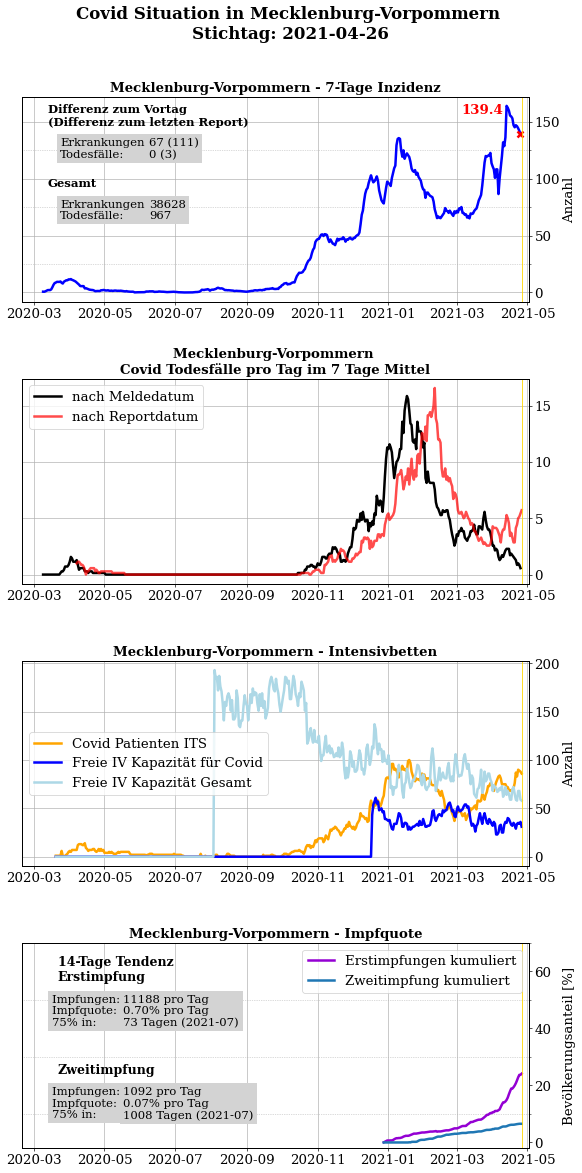 Covid Situation in Mecklenburg-Vorpommern
Stichtag: 2021-04-26
Mecklenburg-Vorpommern - 7-Tage Inzidenz
Differenz zum Vortag
(Differenz zum letzten Report)
139.4
Erkrankungen 67 (111)
Todesfälle: 0 (3)
Gesamt
Erkrankungen 38628
Todesfälle: 967
150
100
50
0
Anzahl
2020-03 2020-05 2020-07 2020-09 2020-11 2021-01 2021-03 2021-05
Mecklenburg-Vorpommern
Covid Todesfälle pro Tag im 7 Tage Mittel
nach Meldedatum
nach Reportdatum
15
10
5
0
2020-03 2020-05 2020-07 2020-09 2020-11 2021-01 2021-03 2021-05
Mecklenburg-Vorpommern - Intensivbetten
Covid Patienten ITS
Freie IV Kapazität für Covid
Freie IV Kapazität Gesamt
200
150
100
50
0
Anzahl
2020-03 2020-05 2020-07 2020-09 2020-11 2021-01 2021-03 2021-05
Mecklenburg-Vorpommern - Impfquote
14-Tage Tendenz
Erstimpfung
Impfungen: 11188 pro Tag
Impfquote: 0.70% pro Tag
75% in: 73 Tagen (2021-07)
Zweitimpfung
Impfungen: 1092 pro Tag
Impfquote: 0.07% pro Tag
75% in: 1008 Tagen (2021-07)
Erstimpfungen kumuliert
Zweitimpfung kumuliert
60
40
20
0
Bevölkerungsanteil [%]
2020-03 2020-05 2020-07 2020-09 2020-11 2021-01 2021-03 2021-05